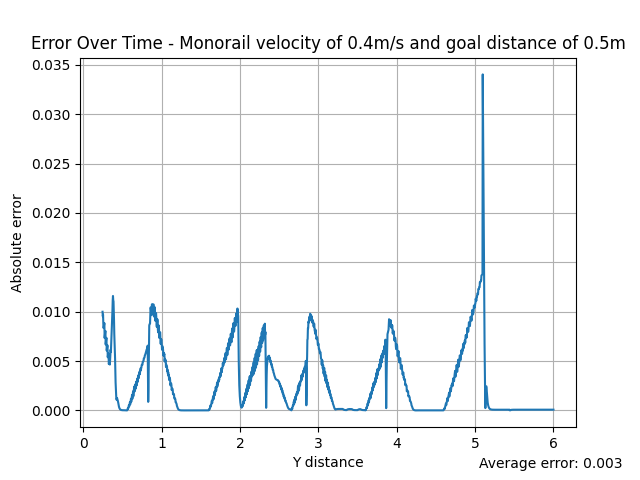 Error Over Time - Monorail velocity of 0.4m/s and goal distance of 0.5m
0.035
0.030
0.025
0.020
0.015
0.010
0.005
0.000
Absolute error
0 1 2 3 4 5 6
Y distance
Average error: 0.003